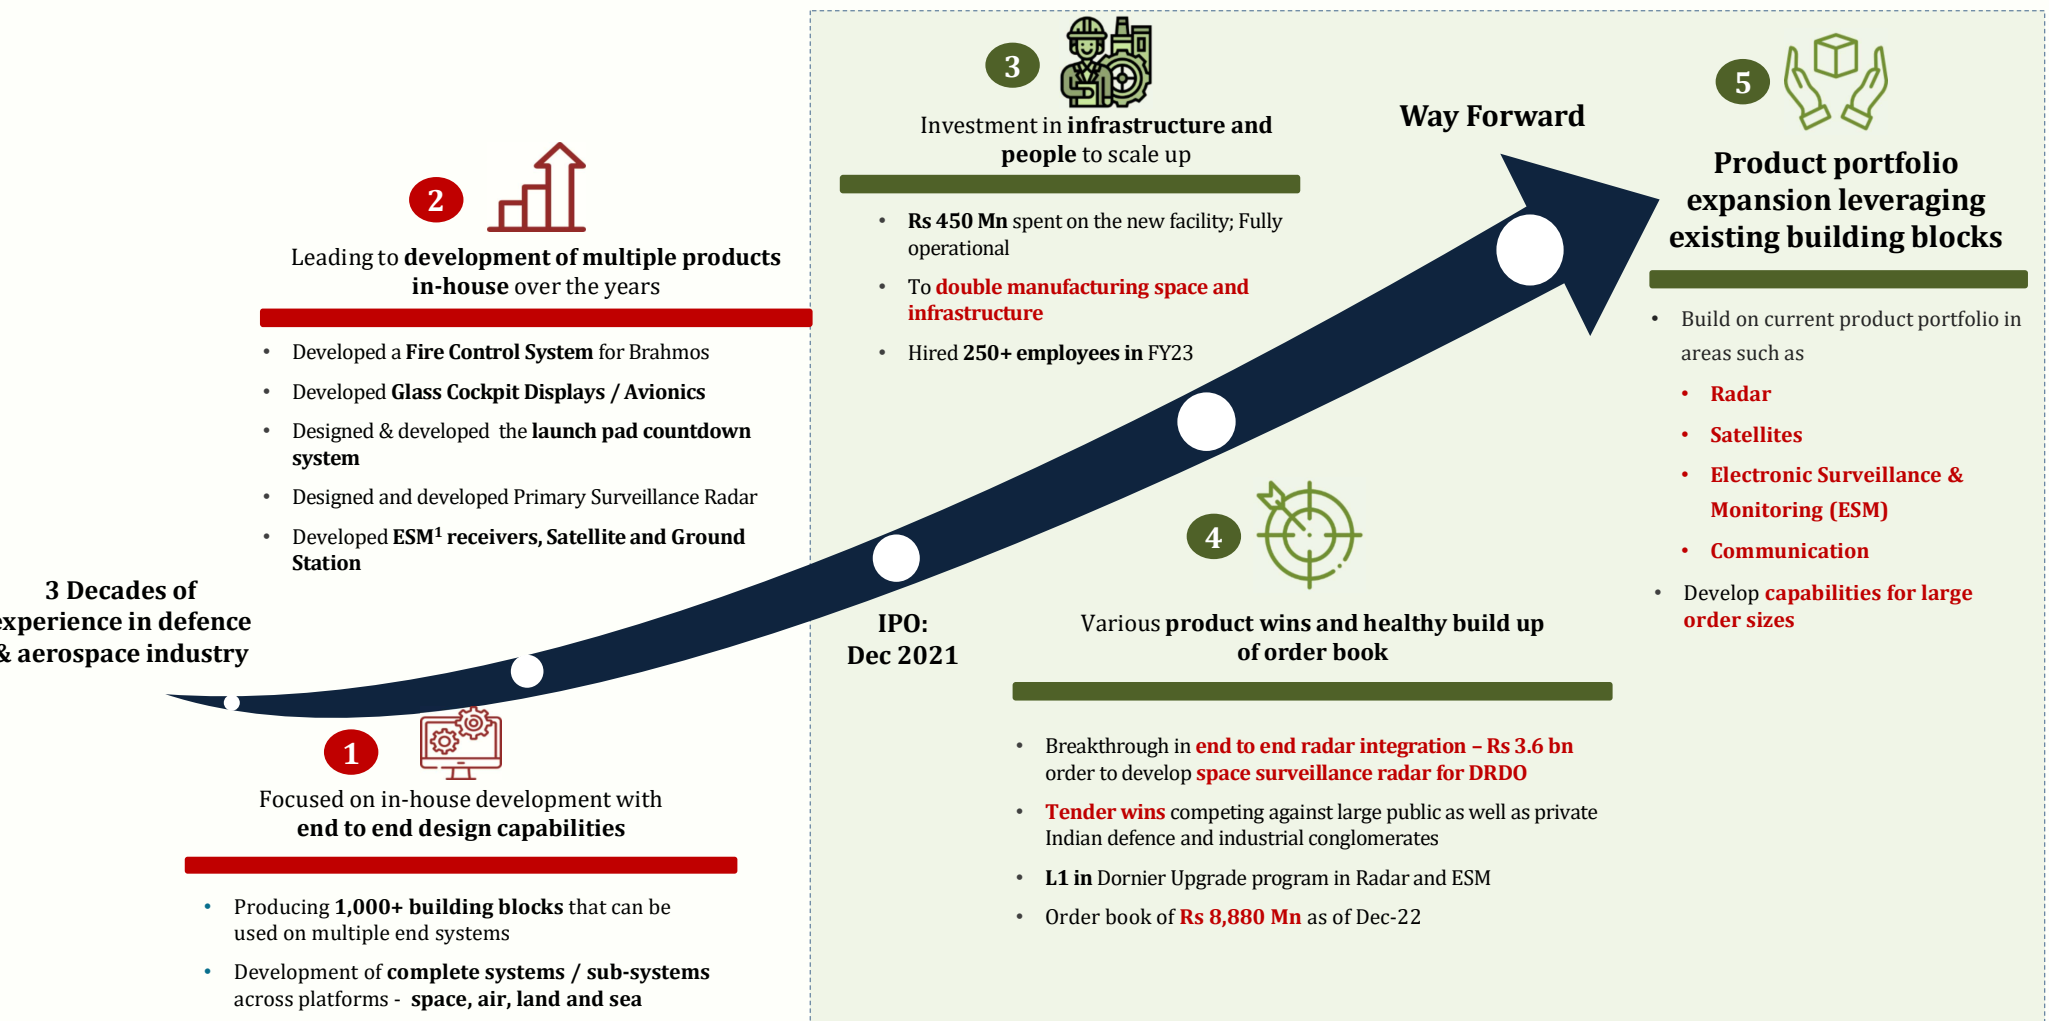 3 Decades of
experience in defence
& aerospace industry
1
Focused on in-house development with
end to end design capabilities
• Producing 1,000+ building blocks that can be
used on multiple end systems
• Development of complete systems / sub-systems
across platforms - space, air, land and sea
2
Leading to development of multiple products
in-house over the years
• Developed a Fire Control System for Brahmos
• Developed Glass Cockpit Displays / Avionics
• Designed & developed the launch pad countdown
system
• Designed and developed Primary Surveillance Radar
• Developed ESM¹ receivers, Satellite and Ground
Station
IPO:
Dec 2021
3
Investment in infrastructure and
people to scale up
• Rs 450 Mn spent on the new facility; Fully
operational
• To double manufacturing space and
infrastructure
• Hired 250+ employees in FY23
4
Various product wins and healthy build up
of order book
• Breakthrough in end to end radar integration – Rs 3.6 bn
order to develop space surveillance radar for DRDO
• Tender wins competing against large public as well as private
Indian defence and industrial conglomerates
• L1 in Dornier Upgrade program in Radar and ESM
• Order book of Rs 8,880 Mn as of Dec-22
Way Forward
5
Product portfolio
expansion leveraging
existing building blocks
• Build on current product portfolio in
areas such as
• Radar
• Satellites
• Electronic Surveillance &
Monitoring (ESM)
• Communication
• Develop capabilities for large
order sizes